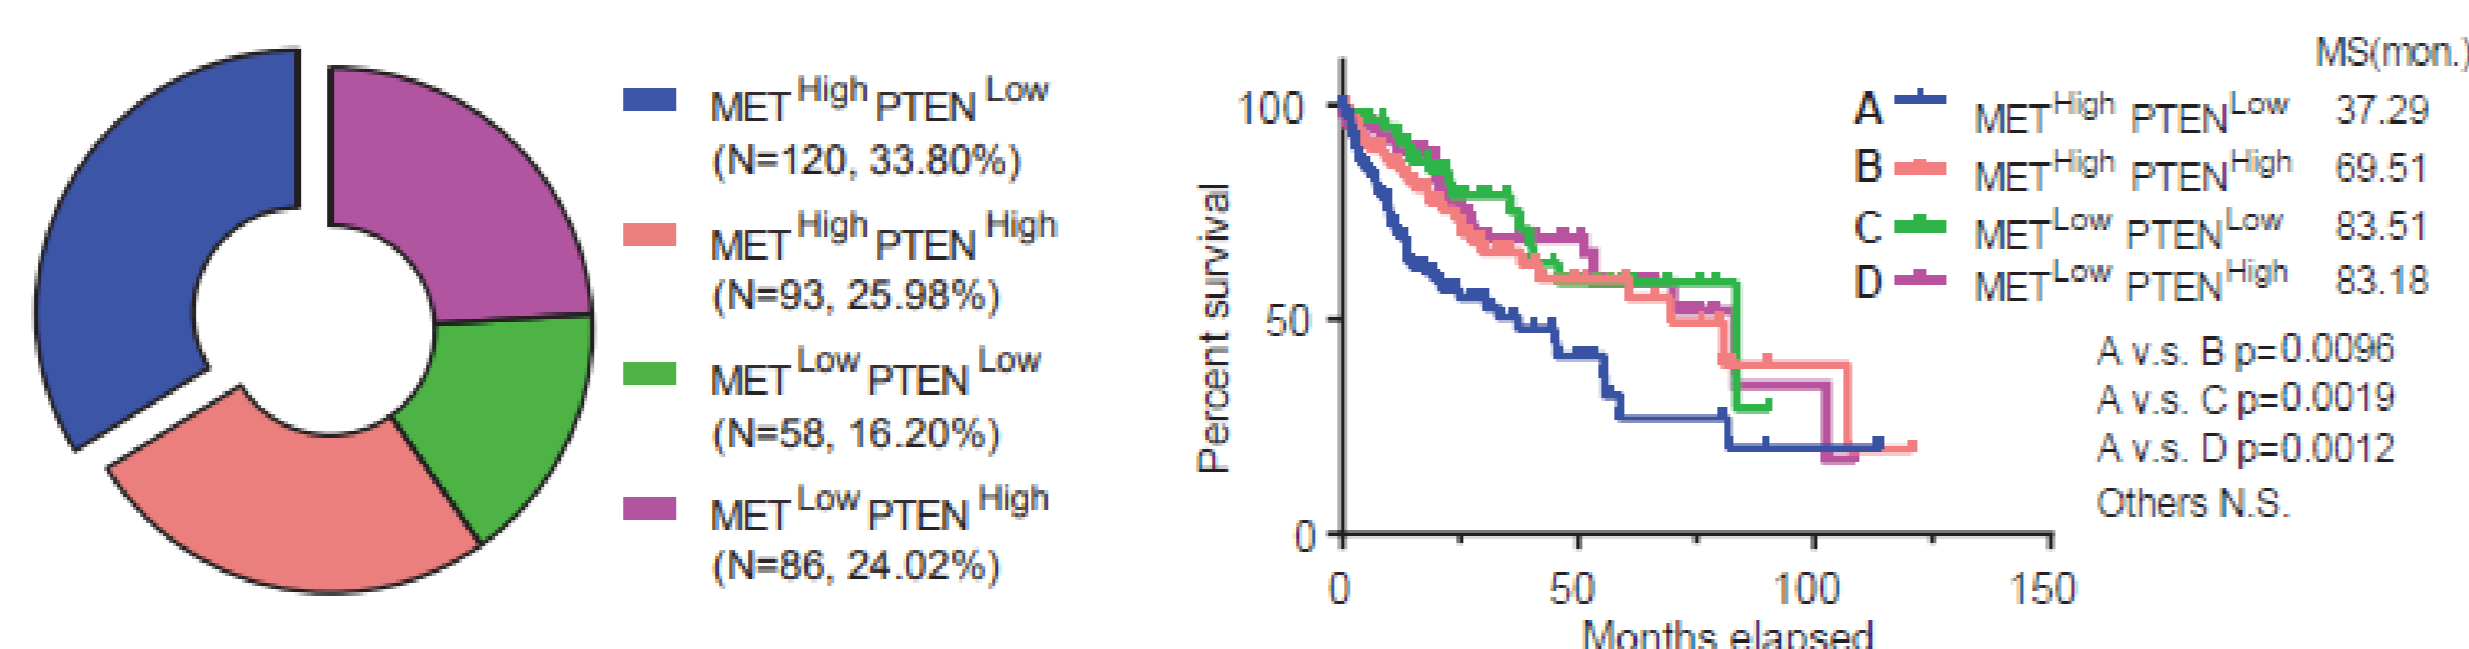 MET High PTEN Low
(N=120, 33.80%)
MET High PTEN High
(N=93, 25.98%)
MET Low PTEN Low
(N=58, 16.20%)
MET Low PTEN High
(N=86, 24.02%)
Percent survival
100
50
0
0 50 100 150
Months elapsed
MS(mon.)
A MET High PTEN Low 37.29
B MET High PTEN High 69.51
C MET Low PTEN Low 83.51
D MET Low PTEN High 83.18
A v.s. B p=0.0096
A v.s. C p=0.0019
A v.s. D p=0.0012
Others N.S.